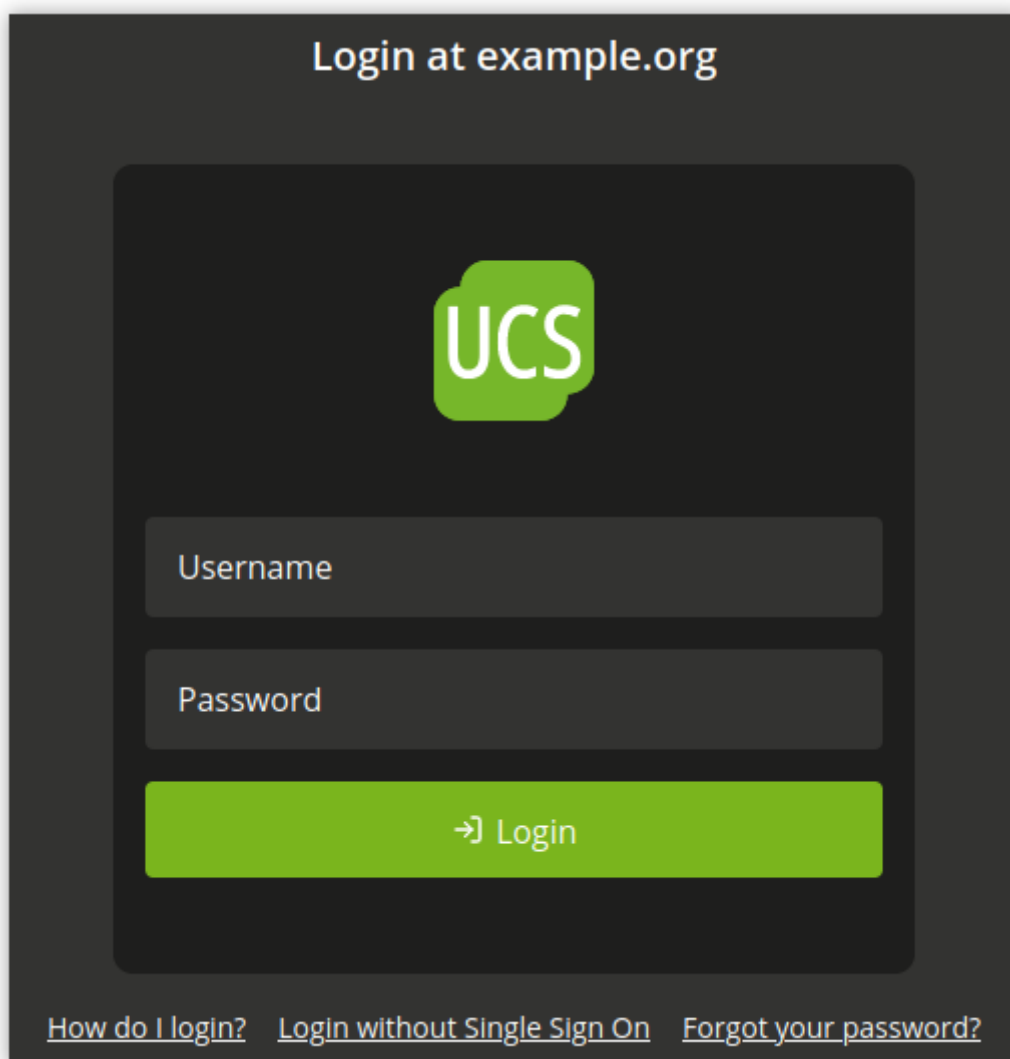 Login at example.org
UCS
Username
Password
Login
How do I login? Login without Single Sign On Forgot your password?